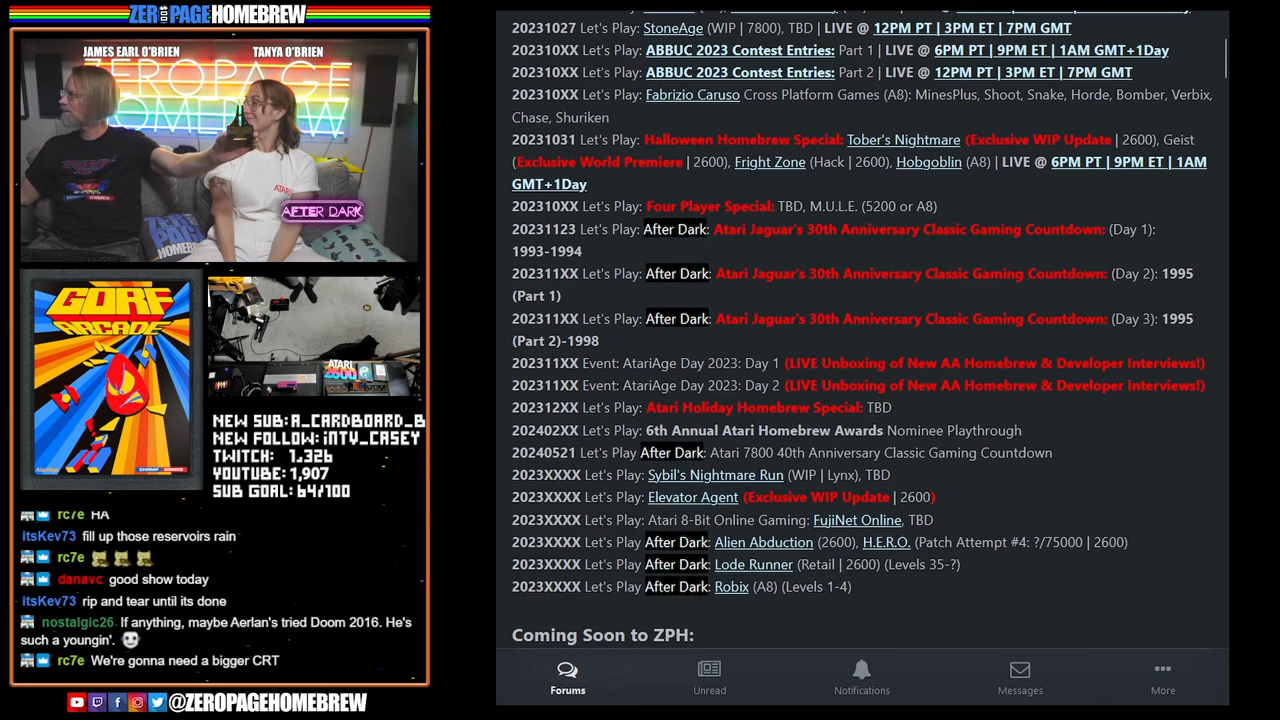 ZEROPAGE HOMEBREW
JAMES EARL O'BRIEN
TANYA O'BRIEN
ZEROPAGE
HOMEBREW
ATARI
AFTER DARK
HOMEBREW
GORF
ARCADE
AtariAge
CHAMP GAMES
ATARI
2600
NEW SUB: A_CARDBOARD_B
NEW FOLLOW: INTV_CASEY
TWITCH: 1,326
YOUTUBE: 1,907
SUB GOAL: 64/100
rc7e HA
itsKev73 fill up those reservoirs rain
rc7e
danavc good show today
itsKev73 rip and tear until its done
nostalgic26 If anything, maybe Aerlan's tried Doom 2016. He's
such a youngin'.
rc7e We're gonna need a bigger CRT
@ZEROPAGEHOMEBREW
20231027 Let's Play: StoneAge (WIP | 7800), TBD | LIVE @ 12PM PT | 3PM ET | 7PM GMT
202310XX Let's Play: ABBUC 2023 Contest Entries: Part 1 | LIVE @ 6PM PT | 9PM ET | 1AM GMT+1Day
202310XX Let's Play: ABBUC 2023 Contest Entries: Part 2 | LIVE @ 12PM PT | 3PM ET | 7PM GMT
202310XX Let's Play: Fabrizio Caruso Cross Platform Games (A8): MinesPlus, Shoot, Snake, Horde, Bomber, Verbix,
Chase, Shuriken
20231031 Let's Play: Halloween Homebrew Special: Tober's Nightmare (Exclusive WIP Update | 2600), Geist
(Exclusive World Premiere | 2600), Fright Zone (Hack | 2600), Hobgoblin (A8) | LIVE @ 6PM PT | 9PM ET | 1AM
GMT+1Day
202310XX Let's Play: Four Player Special: TBD, M.U.L.E. (5200 or A8)
20231123 Let's Play: After Dark: Atari Jaguar's 30th Anniversary Classic Gaming Countdown: (Day 1):
1993-1994
202311XX Let's Play: After Dark: Atari Jaguar's 30th Anniversary Classic Gaming Countdown: (Day 2): 1995
(Part 1)
202311XX Let's Play: After Dark: Atari Jaguar's 30th Anniversary Classic Gaming Countdown: (Day 3): 1995
(Part 2)-1998
202311XX Event: AtariAge Day 2023: Day 1 (LIVE Unboxing of New AA Homebrew & Developer Interviews!)
202311XX Event: AtariAge Day 2023: Day 2 (LIVE Unboxing of New AA Homebrew & Developer Interviews!)
202312XX Let's Play: Atari Holiday Homebrew Special: TBD
202402XX Let's Play: 6th Annual Atari Homebrew Awards Nominee Playthrough
20240521 Let's Play After Dark: Atari 7800 40th Anniversary Classic Gaming Countdown
2023XXXX Let's Play: Sybil's Nightmare Run (WIP | Lynx), TBD
2023XXXX Let's Play: Elevator Agent (Exclusive WIP Update | 2600)
2023XXXX Let's Play: Atari 8-Bit Online Gaming: FujiNet Online, TBD
2023XXXX Let's Play After Dark: Alien Abduction (2600), H.E.R.O. (Patch Attempt #4: ?/75000 | 2600)
2023XXXX Let's Play After Dark: Lode Runner (Retail | 2600) (Levels 35-?)
2023XXXX Let's Play After Dark: Robix (A8) (Levels 1-4)
Coming Soon to ZPH:
Forums
Unread
Notifications
Messages
More